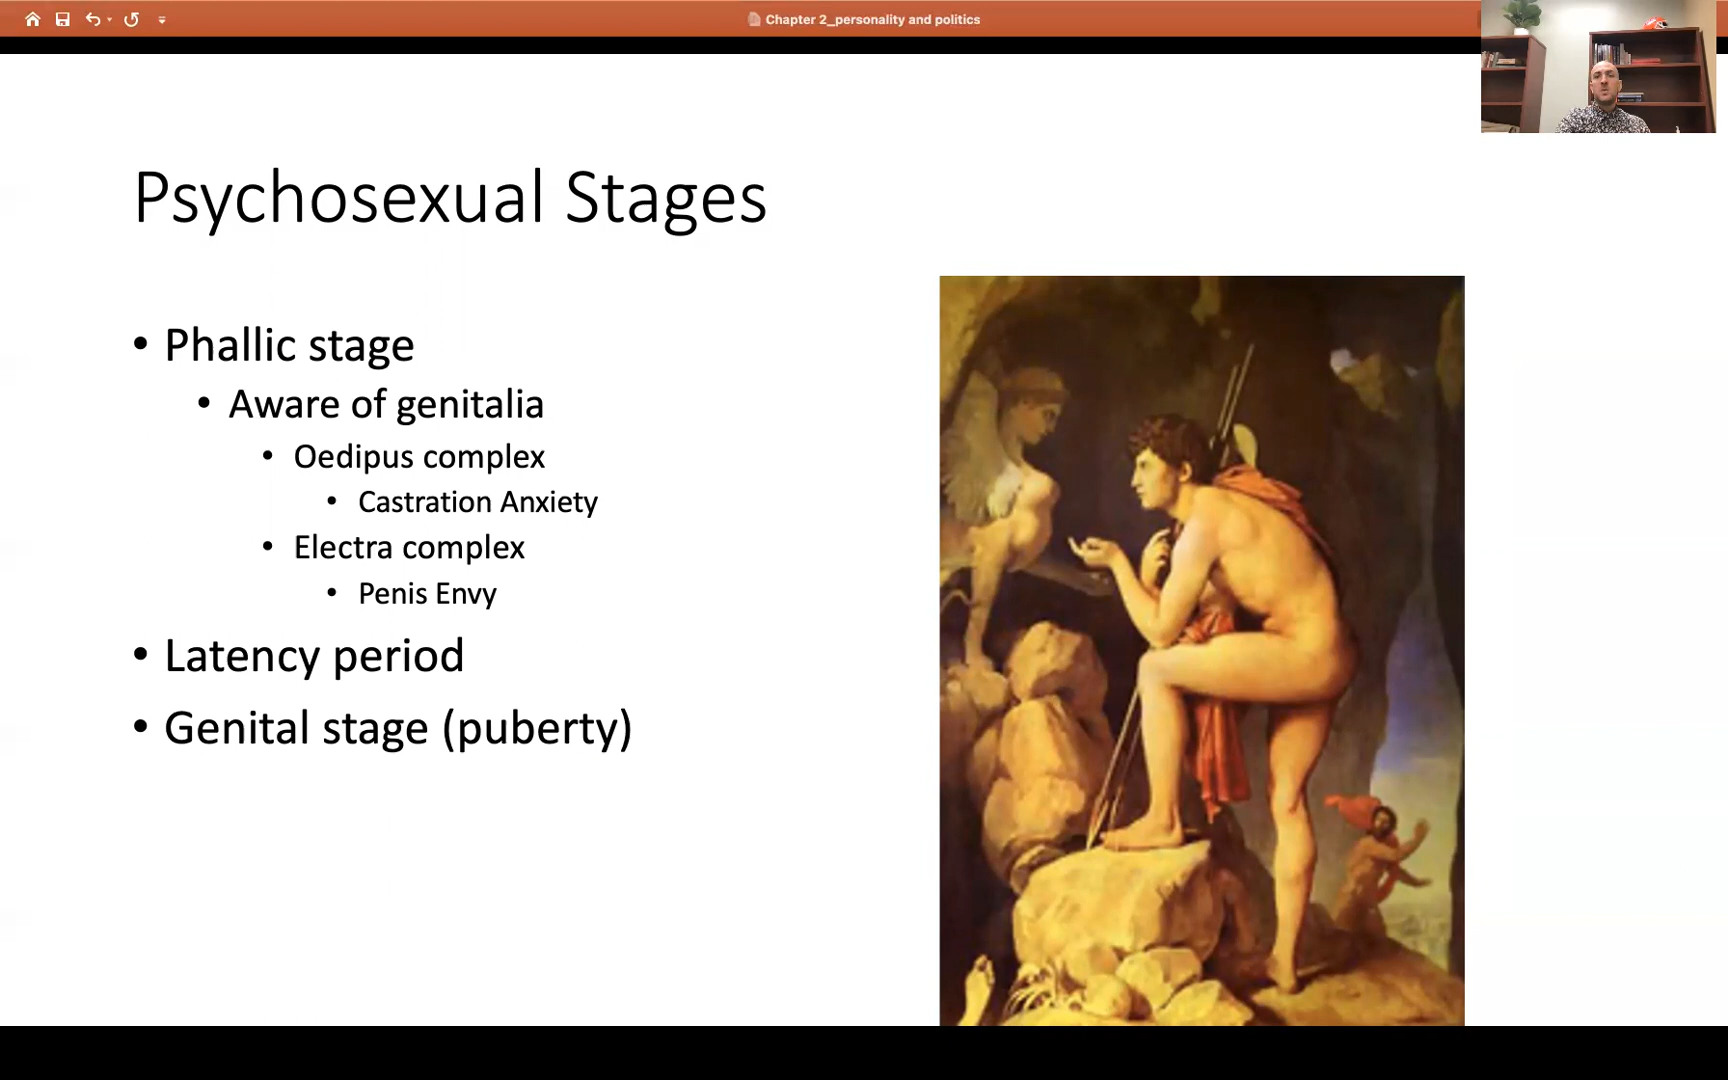 Chapter 2_personality and politics
Psychosexual Stages
• Phallic stage
• Aware of genitalia
• Oedipus complex
• Castration Anxiety
• Electra complex
• Penis Envy
• Latency period
• Genital stage (puberty)